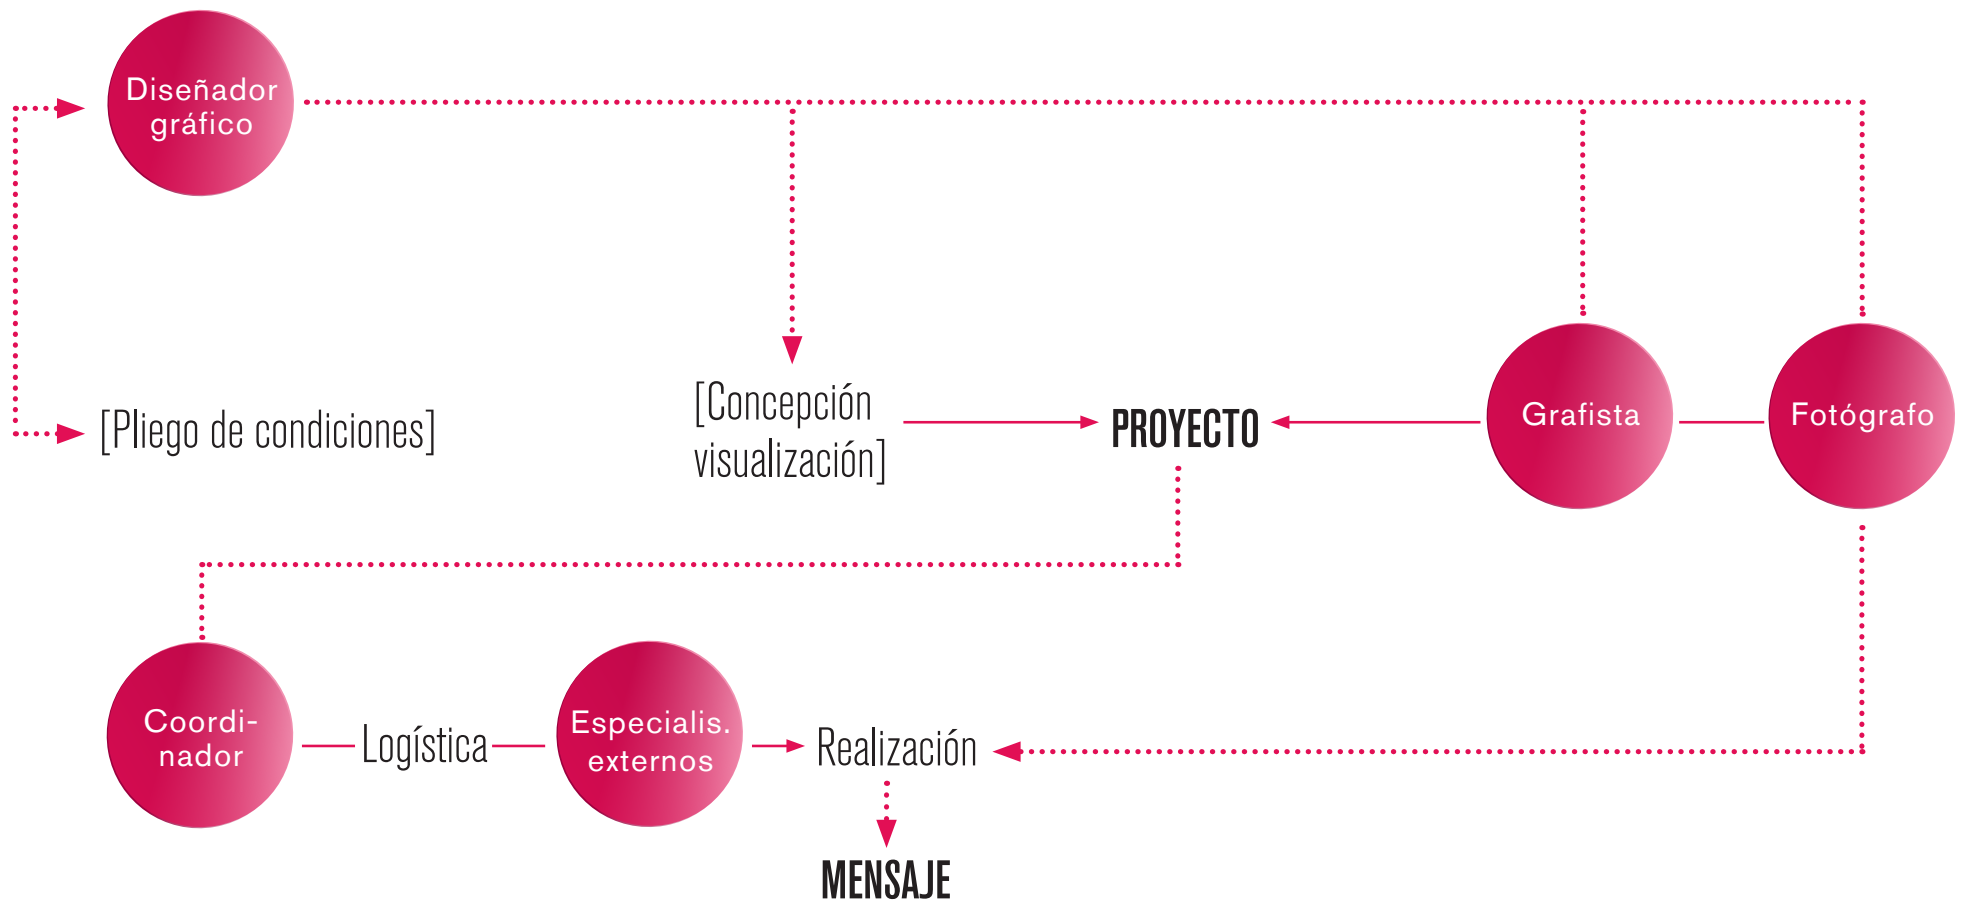 Diseñador
gráfico
[Pliego de condiciones]
[Concepción
visualización]
PROYECTO
Grafista
Fotógrafo
Coordi-
nador
Logística
Especialis.
externos
Realización
MENSAJE